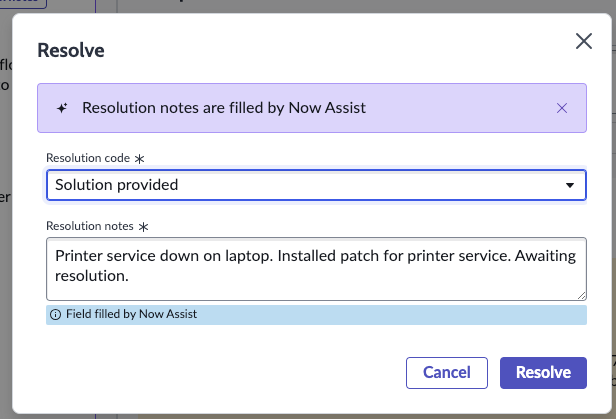 Resolve
Resolution notes are filled by Now Assist
Resolution code *
Solution provided
Resolution notes *
Printer service down on laptop. Installed patch for printer service. Awaiting
resolution.
Field filled by Now Assist
Cancel
Resolve